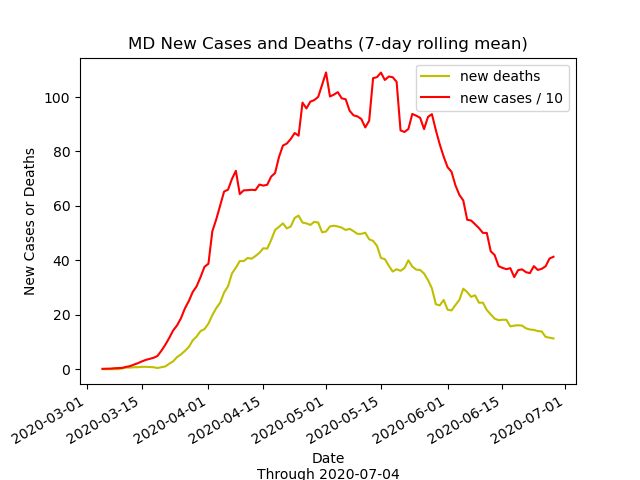 MD New Cases and Deaths (7-day rolling mean)
new deaths
new cases / 10
New Cases or Deaths
100
80
60
40
20
0
2020-03-01
2020-03-15
2020-04-01
2020-04-15
2020-05-01
2020-05-15
2020-06-01
2020-06-15
2020-07-01
Date
Through 2020-07-04